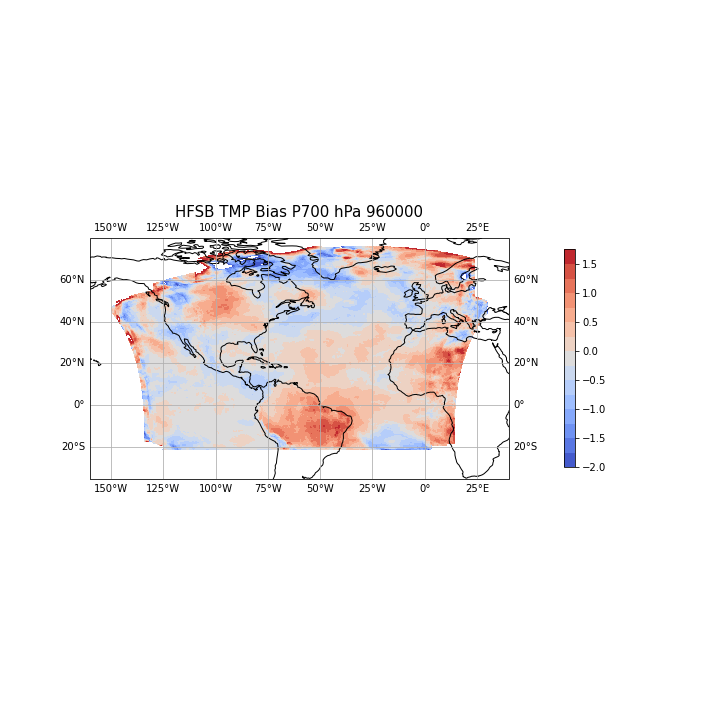 HFSB TMP Bias P700 hPa 960000
150°W 125°W 100°W 75°W 50°W 25°W 0° 25°E
60°N 60°N 1.5
40°N 40°N 1.0
20°N 20°N 0.5
0° 0° 0.0
20°S 20°S −0.5
−1.0
−1.5
−2.0
150°W 125°W 100°W 75°W 50°W 25°W 0° 25°E